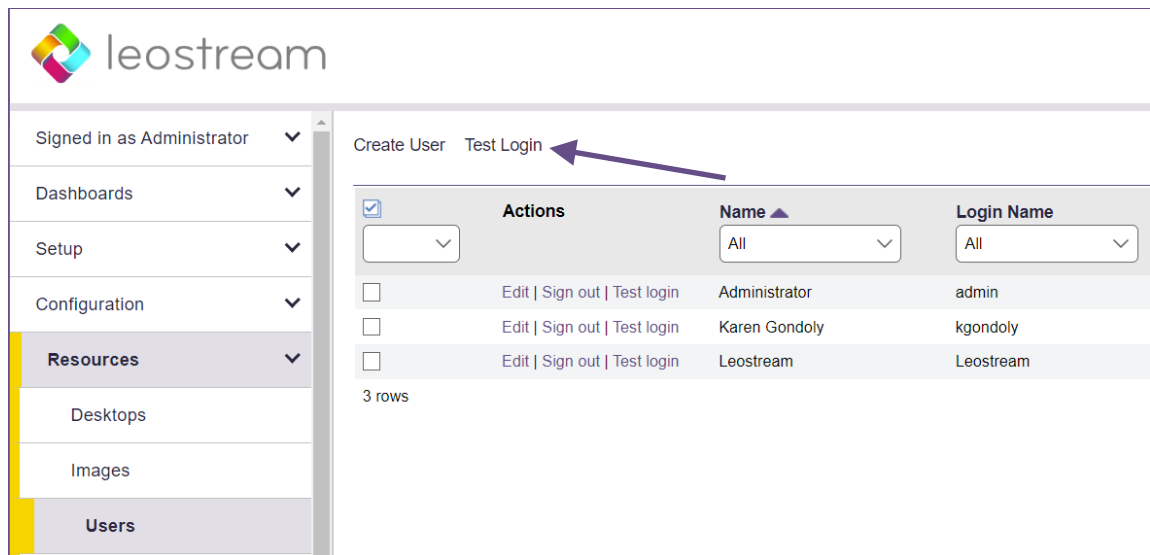 leostream
Signed in as Administrator
Dashboards
Setup
Configuration
Resources
Desktops
Images
Users
Create User Test Login
Actions Name Login Name
All All
Edit | Sign out | Test login Administrator admin
Edit | Sign out | Test login Karen Gondoly kgondoly
Edit | Sign out | Test login Leostream Leostream
3 rows